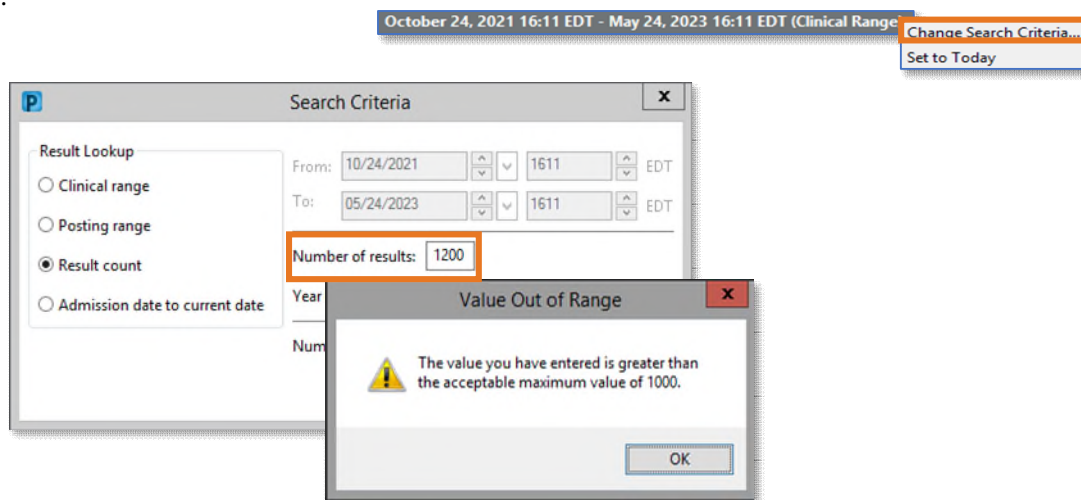 .
October 24, 2021 16:11 EDT - May 24, 2023 16:11 EDT (Clinical Range)
Change Search Criteria...
Set to Today
P
Search Criteria
x
Result Lookup
Clinical range
Posting range
Result count
Admission date to current date
From: 10/24/2021 1611 EDT
To: 05/24/2023 1611 EDT
Number of results: 1200
Year
Num
Value Out of Range
x
The value you have entered is greater than
the acceptable maximum value of 1000.
OK